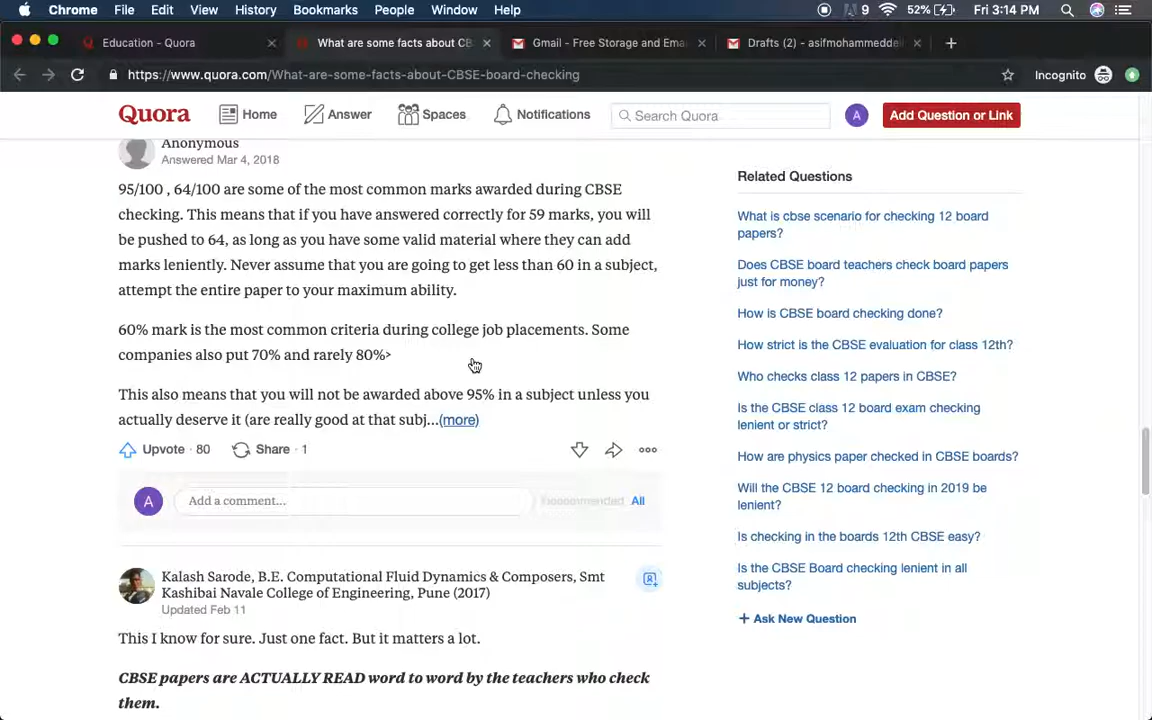 Chrome File Edit View History Bookmarks People Window Help 9 52% Fri 3:14 PM
Education - Quora What are some facts about CB Gmail - Free Storage and Ema Drafts (2) - asifmohammedde
https://www.quora.com/What-are-some-facts-about-CBSE-board-checking Incognito
Quora Home Answer Spaces Notifications Search Quora A Add Question or Link
Anonymous
Answered Mar 4, 2018
95/100 , 64/100 are some of the most common marks awarded during CBSE
checking. This means that if you have answered correctly for 59 marks, you will
be pushed to 64, as long as you have some valid material where they can add
marks leniently. Never assume that you are going to get less than 60 in a subject,
attempt the entire paper to your maximum ability.
60% mark is the most common criteria during college job placements. Some
companies also put 70% and rarely 80%>
This also means that you will not be awarded above 95% in a subject unless you
actually deserve it (are really good at that subj...(more)
Upvote · 80 Share · 1
A Add a comment... Recommended All
Kalash Sarode, B.E. Computational Fluid Dynamics & Composers, Smt
Kashibai Navale College of Engineering, Pune (2017)
Updated Feb 11
This I know for sure. Just one fact. But it matters a lot.
CBSE papers are ACTUALLY READ word to word by the teachers who check
them.
Related Questions
What is cbse scenario for checking 12 board
papers?
Does CBSE board teachers check board papers
just for money?
How is CBSE board checking done?
How strict is the CBSE evaluation for class 12th?
Who checks class 12 papers in CBSE?
Is the CBSE class 12 board exam checking
lenient or strict?
How are physics paper checked in CBSE boards?
Will the CBSE 12 board checking in 2019 be
lenient?
Is checking in the boards 12th CBSE easy?
Is the CBSE Board checking lenient in all
subjects?
+ Ask New Question